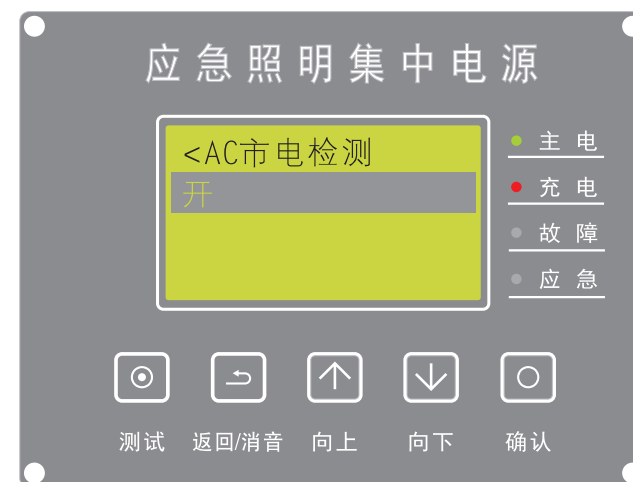 应急照明集中电源
<AC市电检测
开
主电
充电
故障
应急
测试 返回/消音 向上 向下 确认